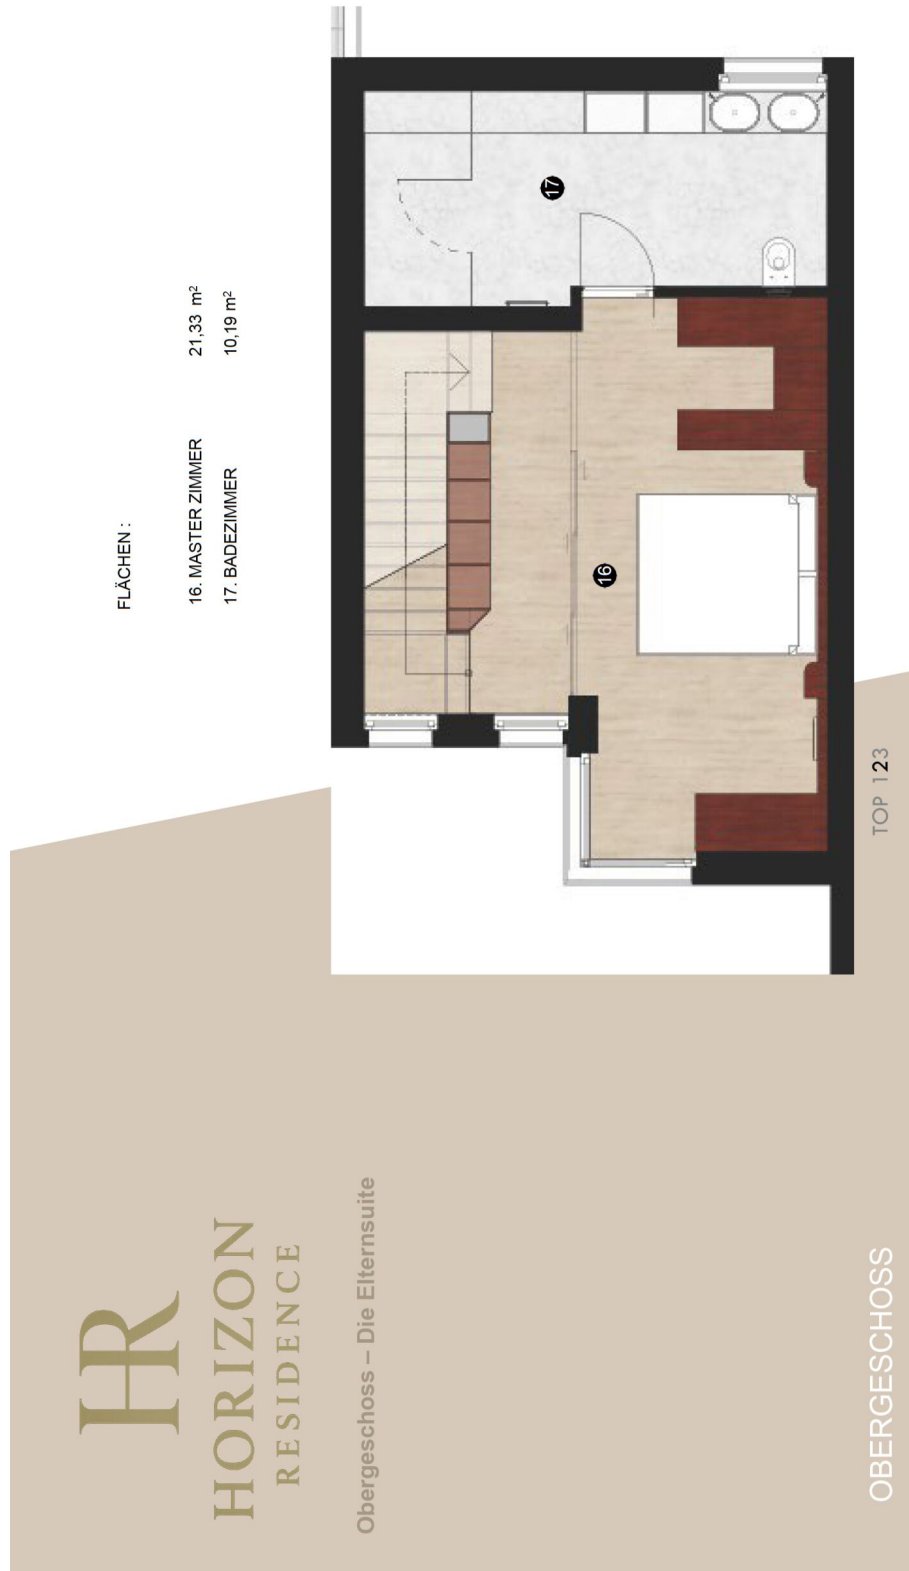 HR
HORIZON
RESIDENCE
Obergeschoss – Die Elternsuite
OBERGESCHOSS
FLÄCHEN :
16. MASTER ZIMMER 21,33 m²
17. BADEZIMMER 10,19 m²
17
16
TOP 123